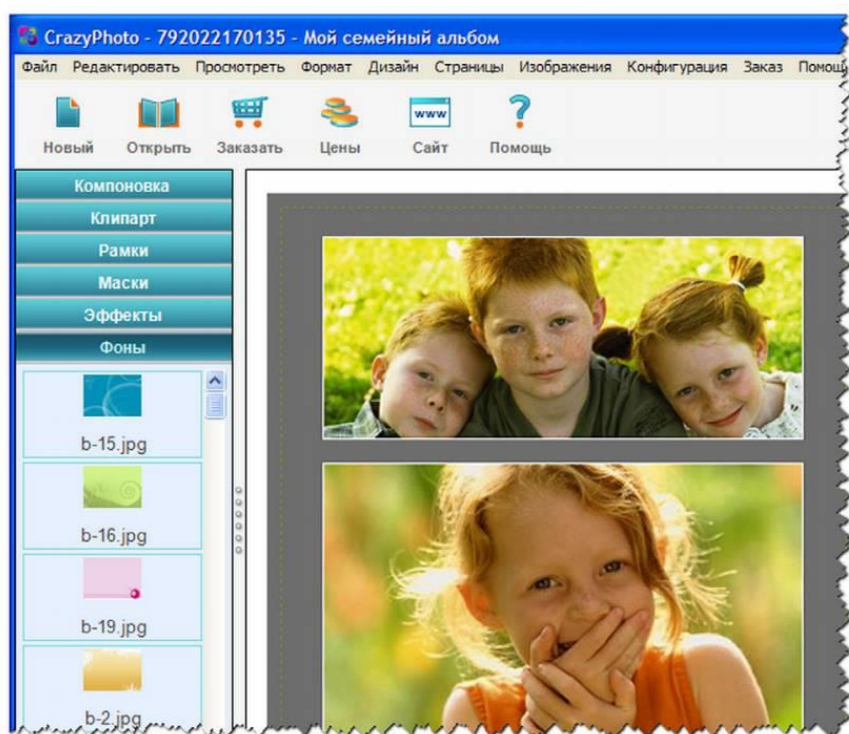 CrazyPhoto - 792022170135 - Мой семейный альбом
Файл Редактировать Просмотреть Формат Дизайн Страницы Изображения Конфигурация Заказ Помощ
www
Новый Открыть Заказать Цены Сайт Помощь
Компоновка
Клипарт
Рамки
Маски
Эффекты
Фоны
b-15.jpg
b-16.jpg
b-19.jpg
b-2.jpg